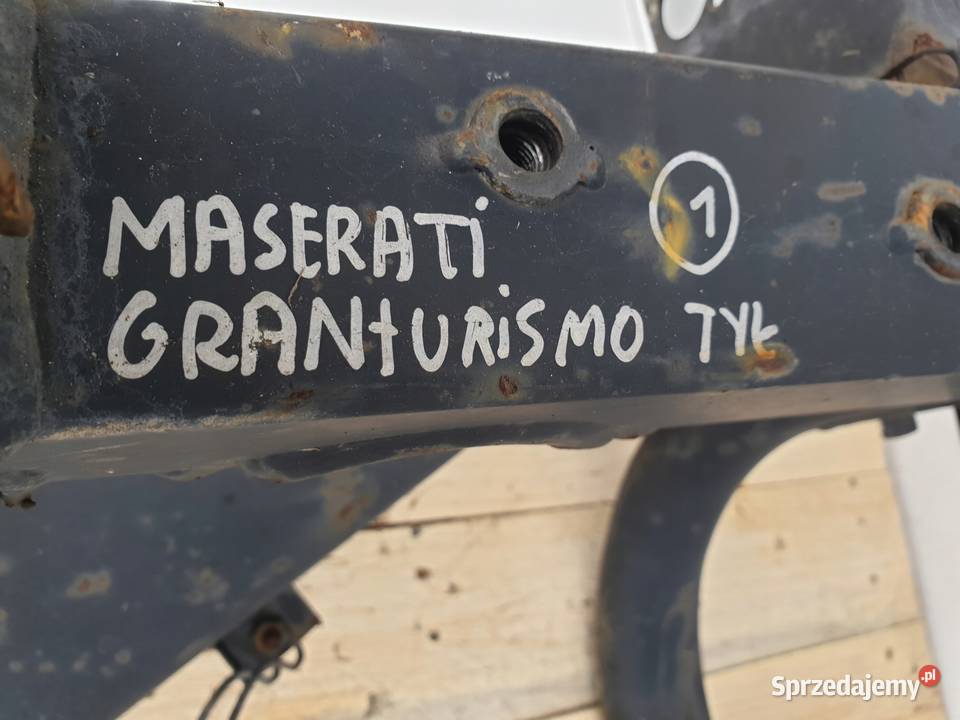 MASERATi 1
GRANtURiSMO TYŁ
Sprzedajemy.pl